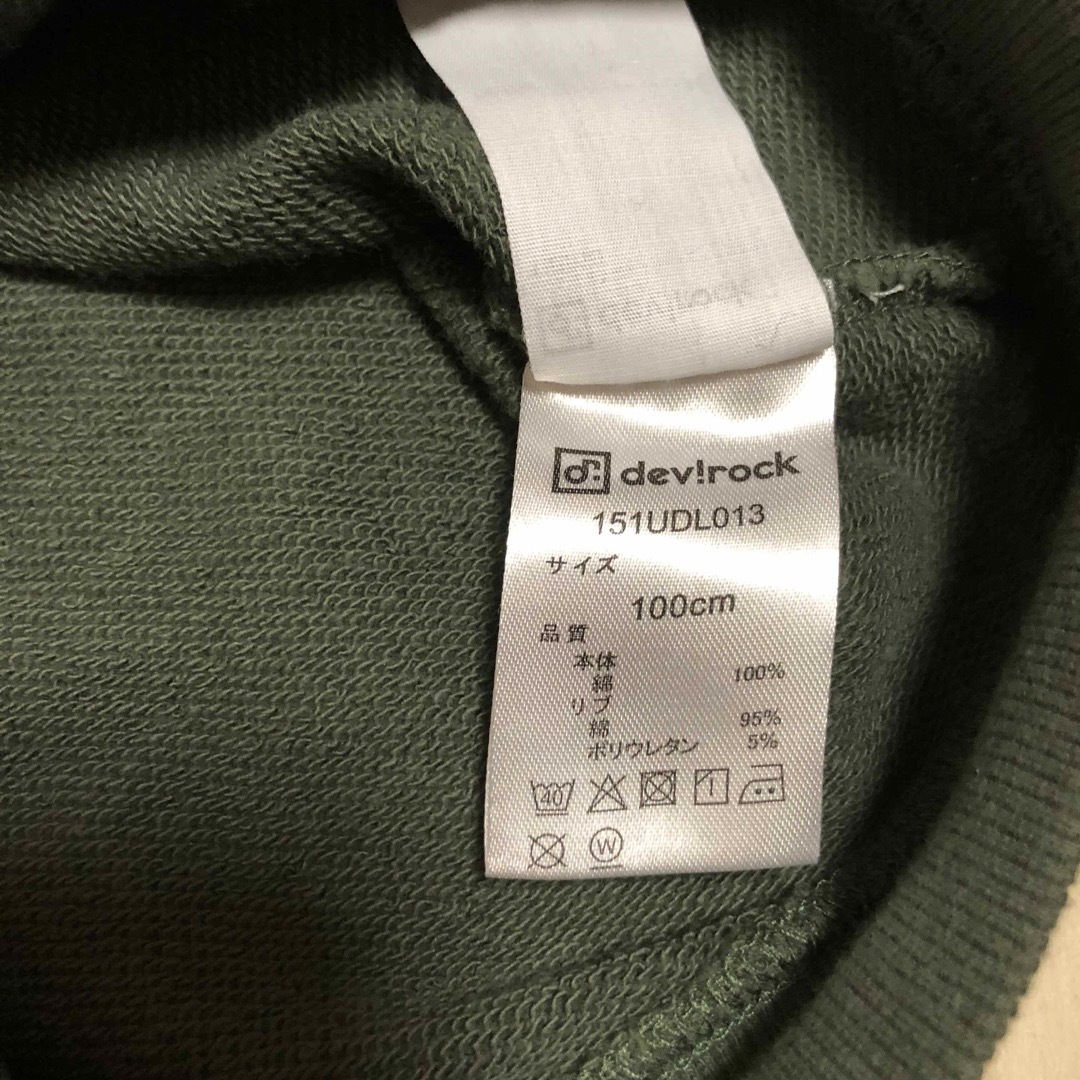 dev!rock
151UDL013
サイズ
100cm
品質
本体
綿 100%
リブ
綿 95%
ポリウレタン 5%
40
W